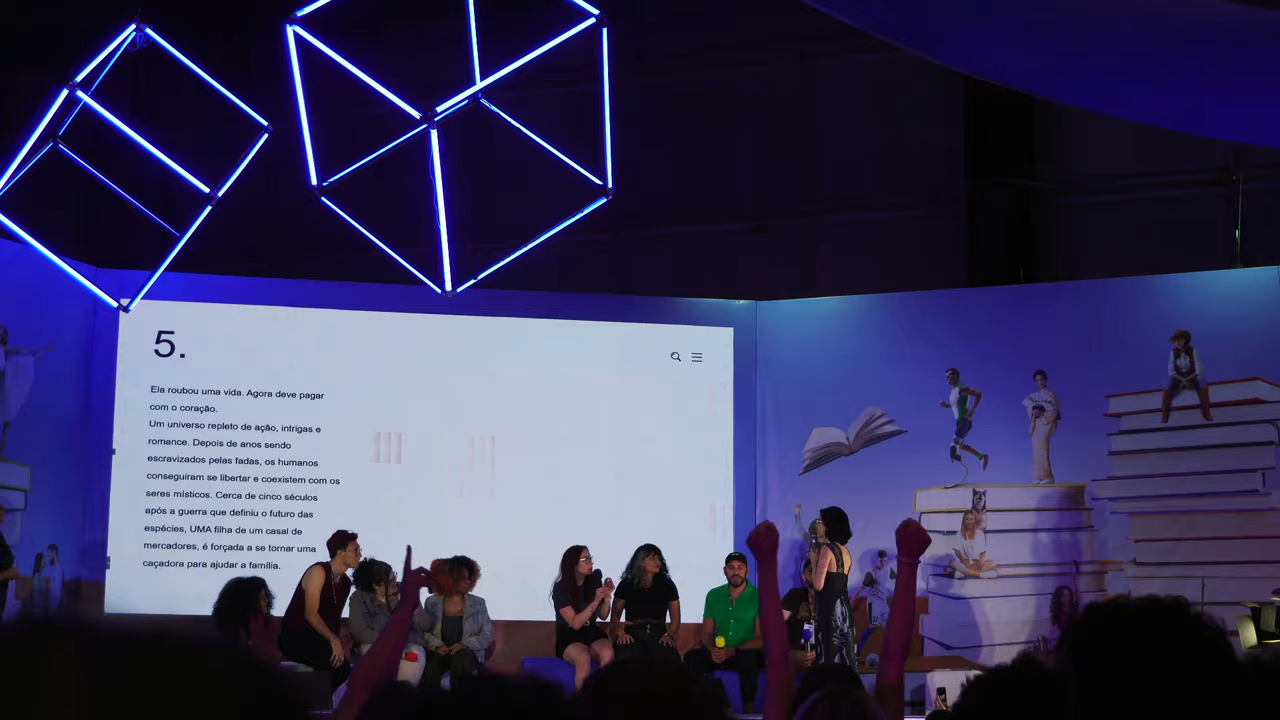 5.
Ela roubou uma vida. Agora deve pagar
com o coração.
Um universo repleto de ação, intrigas e
romance. Depois de anos sendo
escravizados pelas fadas, os humanos
conseguiram se libertar e coexistem com os
seres místicos. Cerca de cinco séculos
após a guerra que definiu o futuro das
espécies, UMA filha de um casal de
mercadores, é forçada a se tornar uma
caçadora para ajudar a família.